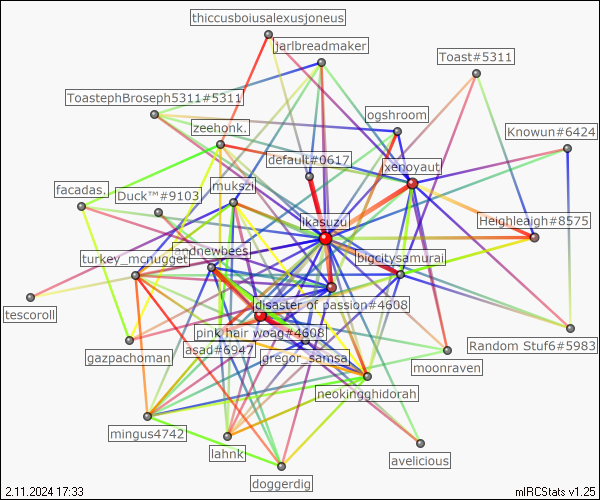 thiccusboiusalexusjoneus
jarlbreadmaker
Toast#5311
ToastephBroseph5311#5311
ogshroom
zeehonk.
Knowun#6424
default#0617
xenoyaut
mukszi
facadas.
Duck™#9103
likasuzu
Heighleaigh#8575
andnewbees
turkey_mcnugget
bigcitysamurai
disaster of passion#4608
tescoroll
pink hair woag#4608
gazpachoman
asad#6947
gregor_samsa
Random Stuf6#5983
moonraven
neokingghidorah
mingus4742
lahnk
avelicious
doggerdig
2.11.2024 17:33
mIRCStats v1.25